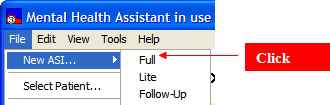 Mental Health Assistant in use
File Edit View Tools Help
New ASI...
Full
Click
Lite
Select Patient...
Follow-Up